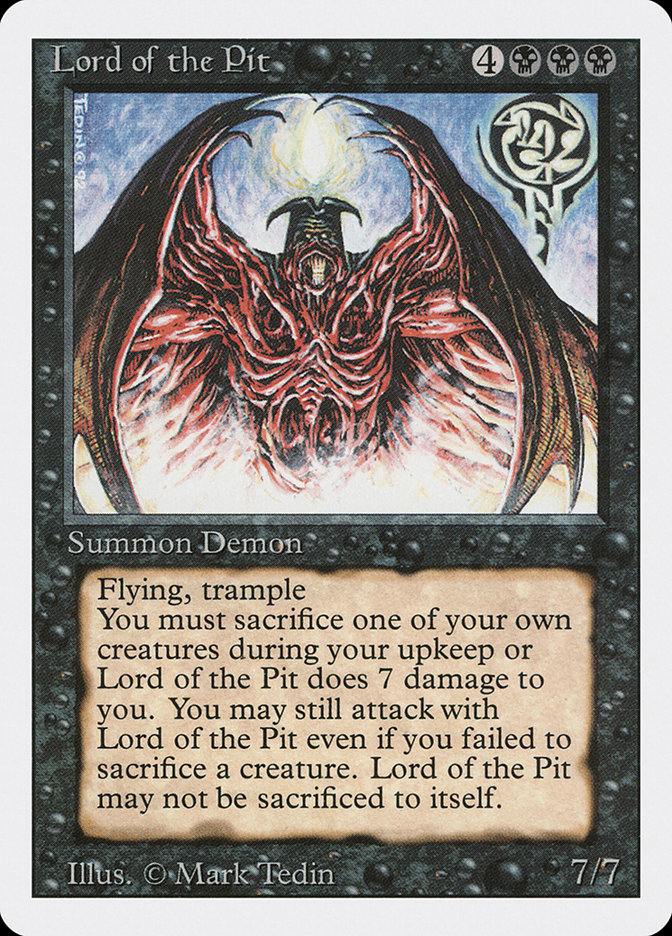 Lord of the Pit
4
TEDIN © 92
Summon Demon
Flying, trample
You must sacrifice one of your own
creatures during your upkeep or
Lord of the Pit does 7 damage to
you. You may still attack with
Lord of the Pit even if you failed to
sacrifice a creature. Lord of the Pit
may not be sacrificed to itself.
Illus. © Mark Tedin
7/7